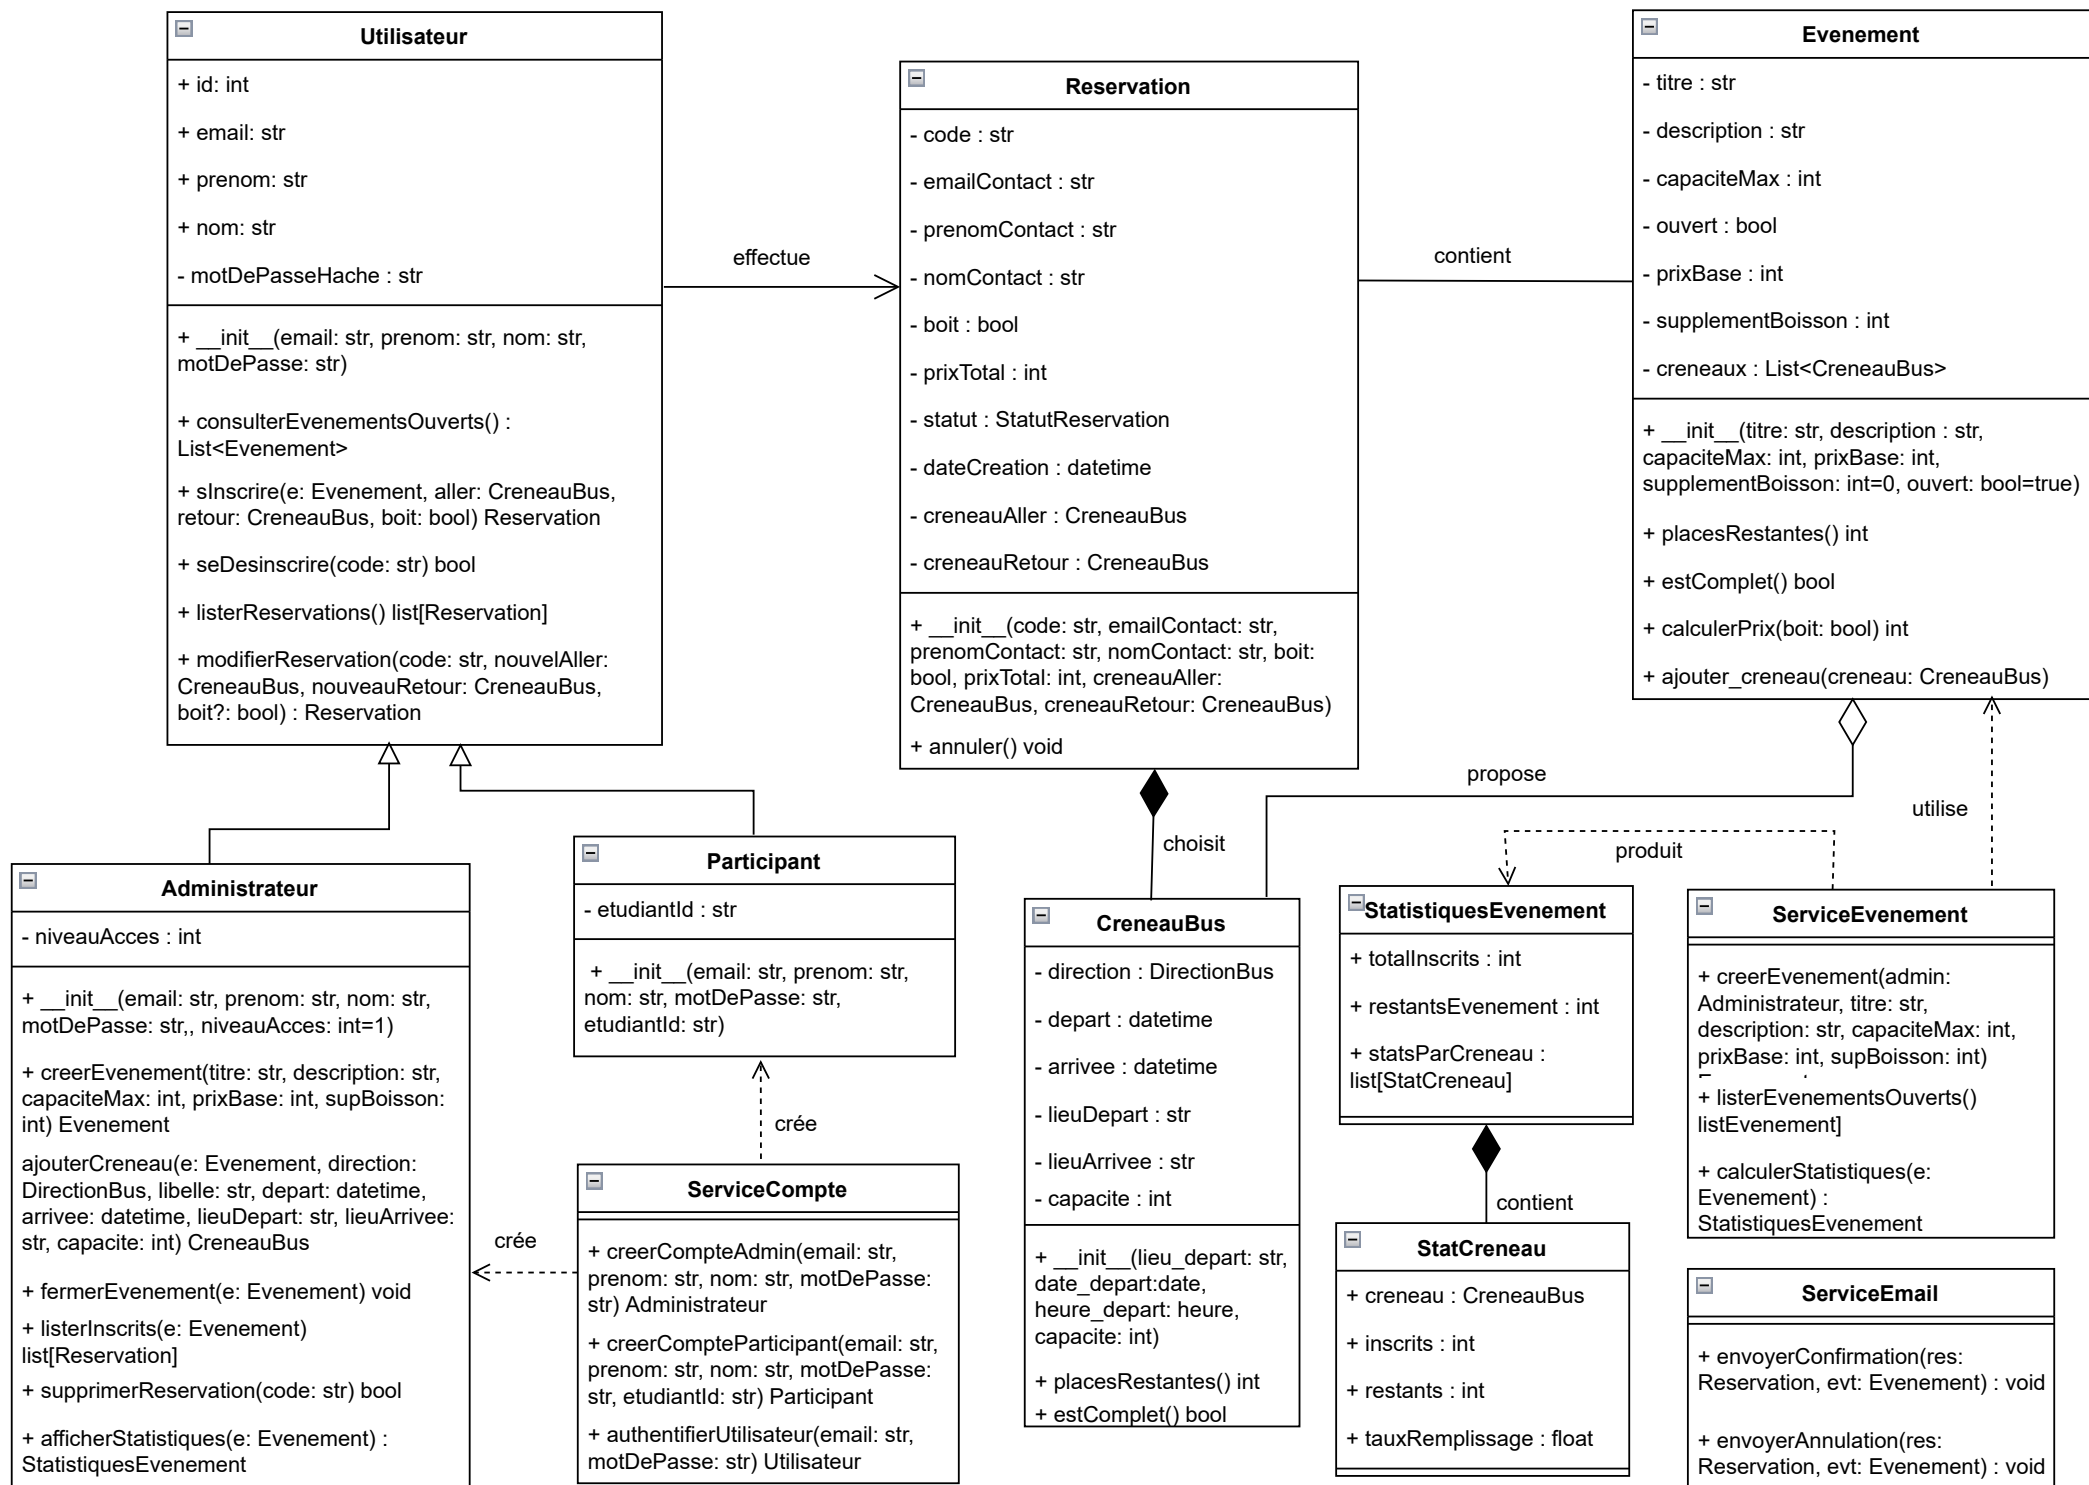 Utilisateur
+ id: int
+ email: str
+ prenom: str
+ nom: str
- motDePasseHache : str
+ __init__(email: str, prenom: str, nom: str,
motDePasse: str)
+ consulterEvenementsOuverts() :
List<Evenement>
+ sInscrire(e: Evenement, aller: CreneauBus,
retour: CreneauBus, boit: bool) Reservation
+ seDesinscrire(code: str) bool
+ listerReservations() list[Reservation]
+ modifierReservation(code: str, nouvelAller:
CreneauBus, nouveauRetour: CreneauBus,
boit?: bool) : Reservation
effectue
Reservation
- code : str
- emailContact : str
- prenomContact : str
- nomContact : str
- boit : bool
- prixTotal : int
- statut : StatutReservation
- dateCreation : datetime
- creneauAller : CreneauBus
- creneauRetour : CreneauBus
+ __init__(code: str, emailContact: str,
prenomContact: str, nomContact: str, boit:
bool, prixTotal: int, creneauAller:
CreneauBus, creneauRetour: CreneauBus)
+ annuler() void
contient
Evenement
- titre : str
- description : str
- capaciteMax : int
- ouvert : bool
- prixBase : int
- supplementBoisson : int
- creneaux : List<CreneauBus>
+ __init__(titre: str, description : str,
capaciteMax: int, prixBase: int,
supplementBoisson: int=0, ouvert: bool=true)
+ placesRestantes() int
+ estComplet() bool
+ calculerPrix(boit: bool) int
+ ajouter_creneau(creneau: CreneauBus)
propose
utilise
choisit
produit
Administrateur
- niveauAcces : int
+ __init__(email: str, prenom: str, nom: str,
motDePasse: str,, niveauAcces: int=1)
+ creerEvenement(titre: str, description: str,
capaciteMax: int, prixBase: int, supBoisson:
int) Evenement
ajouterCreneau(e: Evenement, direction:
DirectionBus, libelle: str, depart: datetime,
arrivee: datetime, lieuDepart: str, lieuArrivee:
str, capacite: int) CreneauBus
+ fermerEvenement(e: Evenement) void
+ listerInscrits(e: Evenement)
list[Reservation]
+ supprimerReservation(code: str) bool
+ afficherStatistiques(e: Evenement) :
StatistiquesEvenement
Participant
- etudiantId : str
+ __init__(email: str, prenom: str,
nom: str, motDePasse: str,
etudiantId: str)
crée
crée
ServiceCompte
+ creerCompteAdmin(email: str,
prenom: str, nom: str, motDePasse:
str) Administrateur
+ creerCompteParticipant(email: str,
prenom: str, nom: str, motDePasse:
str, etudiantId: str) Participant
+ authentifierUtilisateur(email: str,
motDePasse: str) Utilisateur
CreneauBus
- direction : DirectionBus
- depart : datetime
- arrivee : datetime
- lieuDepart : str
- lieuArrivee : str
- capacite : int
+ __init__(lieu_depart: str,
date_depart:date,
heure_depart: heure,
capacite: int)
+ placesRestantes() int
+ estComplet() bool
StatistiquesEvenement
+ totalInscrits : int
+ restantsEvenement : int
+ statsParCreneau :
list[StatCreneau]
contient
StatCreneau
+ creneau : CreneauBus
+ inscrits : int
+ restants : int
+ tauxRemplissage : float
ServiceEvenement
+ creerEvenement(admin:
Administrateur, titre: str,
description: str, capaciteMax: int,
prixBase: int, supBoisson: int)
+ listerEvenementsOuverts()
listEvenement]
+ calculerStatistiques(e:
Evenement) :
StatistiquesEvenement
ServiceEmail
+ envoyerConfirmation(res:
Reservation, evt: Evenement) : void
+ envoyerAnnulation(res:
Reservation, evt: Evenement) : void